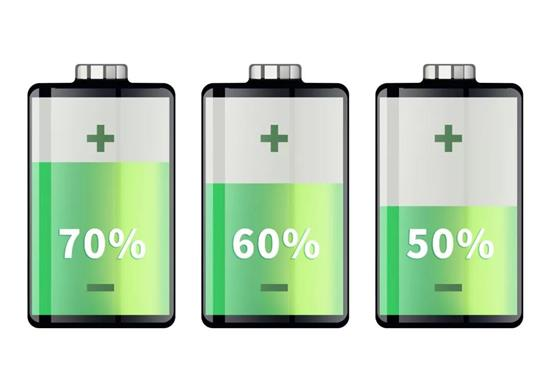 + + +
70% 60% 50%
− − −